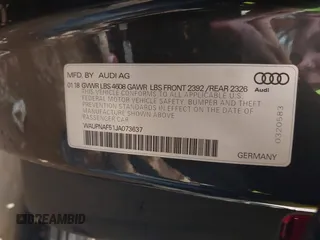 MFD. BY AUDI AG
01 18 GVWR LBS 4608 GAWR LBS FRONT 2392 /REAR 2326
THIS VEHICLE CONFORMS TO ALL APPLICABLE U.S.
FEDERAL MOTOR VEHICLE SAFETY, BUMPER AND THEFT
PREVENTION STANDARDS IN EFFECT ON THE DATE OF
MANUFACTURE SHOWN ABOVE.
PASSENGER CAR
WAUPNAF51JA073637
GERMANY
Audi
0320583
DREAMBID